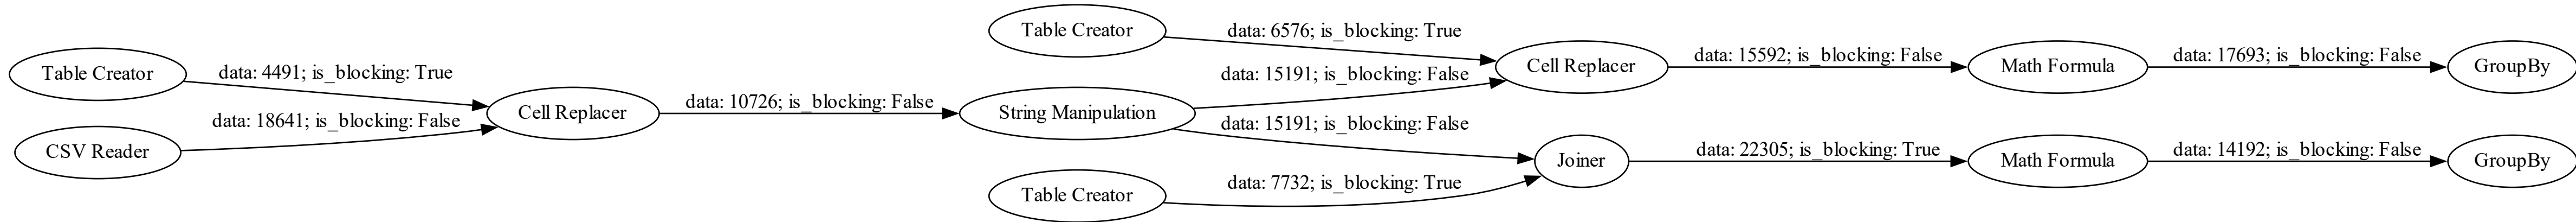 Table Creator
data: 6576; is_blocking: True
Table Creator
data: 4491; is_blocking: True
data: 15191; is_blocking: False
Cell Replacer
data: 15592; is_blocking: False
Math Formula
data: 17693; is_blocking: False
GroupBy
CSV Reader
data: 18641; is_blocking: False
Cell Replacer
data: 10726; is_blocking: False
String Manipulation
data: 15191; is_blocking: False
Joiner
data: 22305; is_blocking: True
Math Formula
data: 14192; is_blocking: False
GroupBy
Table Creator
data: 7732; is_blocking: True